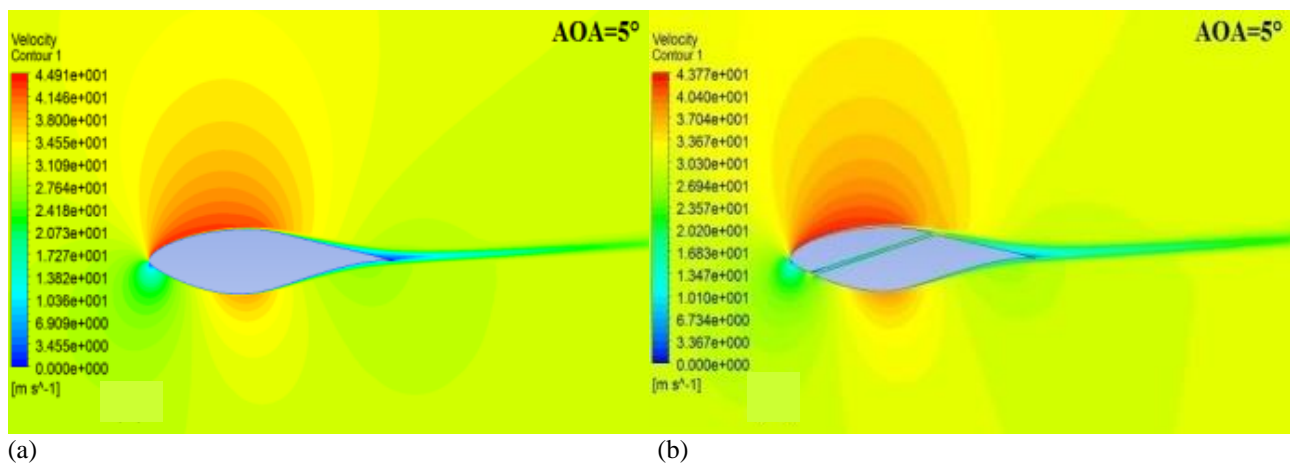 AOA=5º
Velocity
Contour 1
4.491e+001
4.146e+001
3.800e+001
3.455e+001
3.109e+001
2.764e+001
2.418e+001
2.073e+001
1.727e+001
1.382e+001
1.036e+001
6.909e+000
3.455e+000
0.000e+000
[m s^-1]
(a)
AOA=5º
Velocity
Contour 1
4.377e+001
4.040e+001
3.704e+001
3.367e+001
3.030e+001
2.694e+001
2.357e+001
2.020e+001
1.683e+001
1.347e+001
1.010e+001
6.734e+000
3.367e+000
0.000e+000
[m s^-1]
(b)